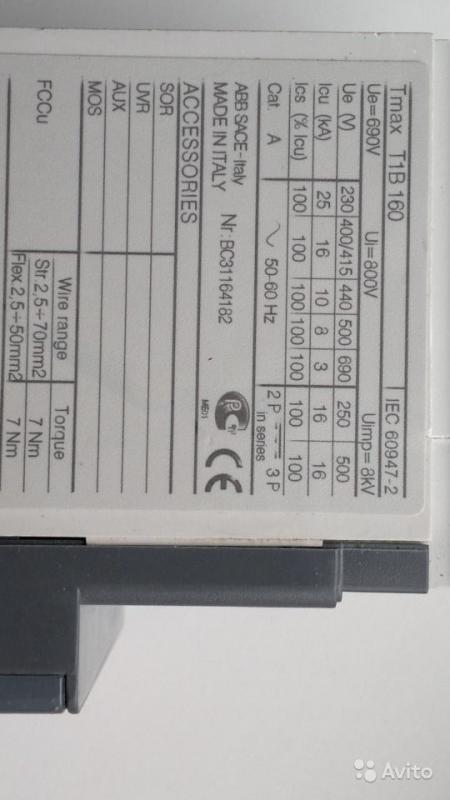 Tmax T1B 160 IEC 60947-2
Ue=690V Ui=800V Uimp=8kV
Ue (V) 230 400/415 440 500 690 250 500
Icu (kA) 25 16 10 8 3 16 16
Ics (% Icu) 100 100 100 100 100 100 100
Cat. A ∼ 50-60 Hz 2 P 3 P
in series
ABB SACE - Italy
MADE IN ITALY Nr: BC31164182
ME01
CE
ACCESSORIES
SOR
UVR
AUX
MOS
Wire range Torque
FCCu Str. 2,5÷70mm2 7 Nm
Flex. 2,5÷50mm2 7 Nm
Avito